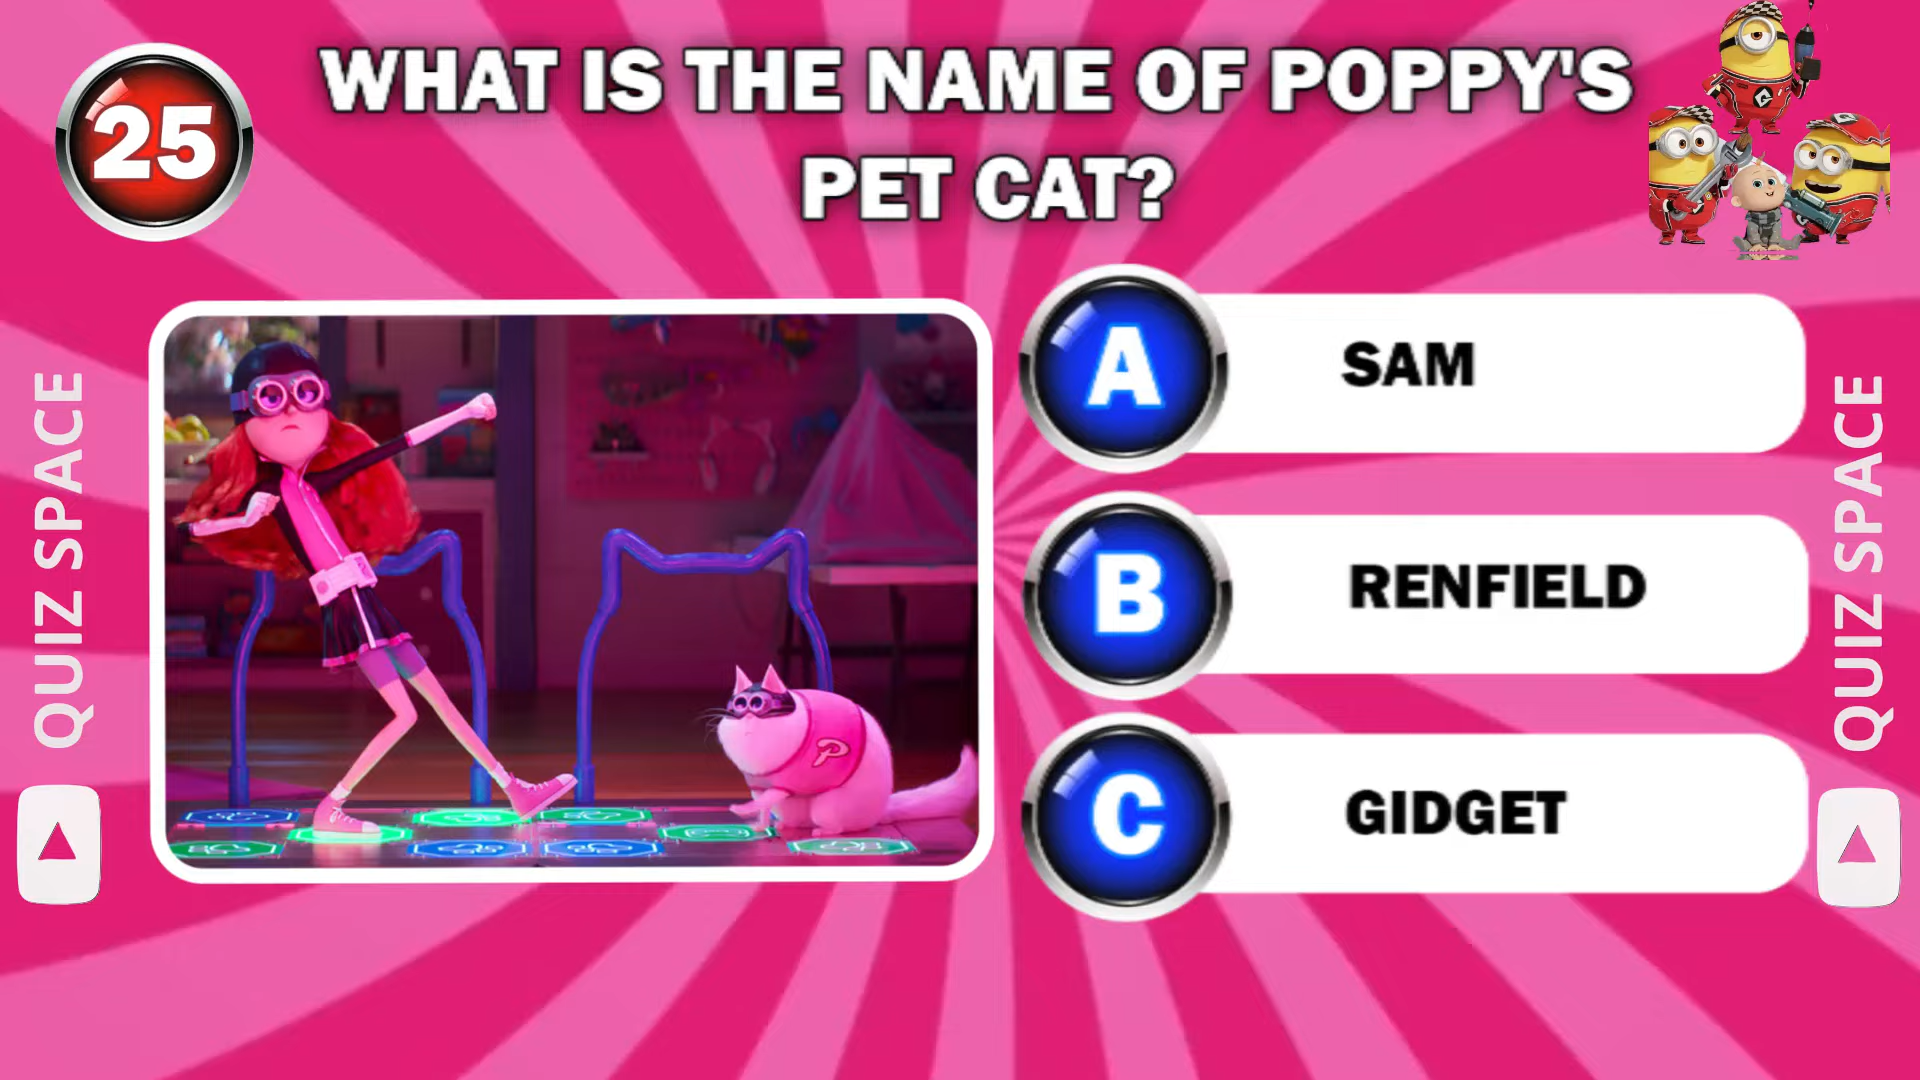 25
WHAT IS THE NAME OF POPPY'S
PET CAT?
A
SAM
B
RENFIELD
C
GIDGET
P
QUIZ SPACE
QUIZ SPACE